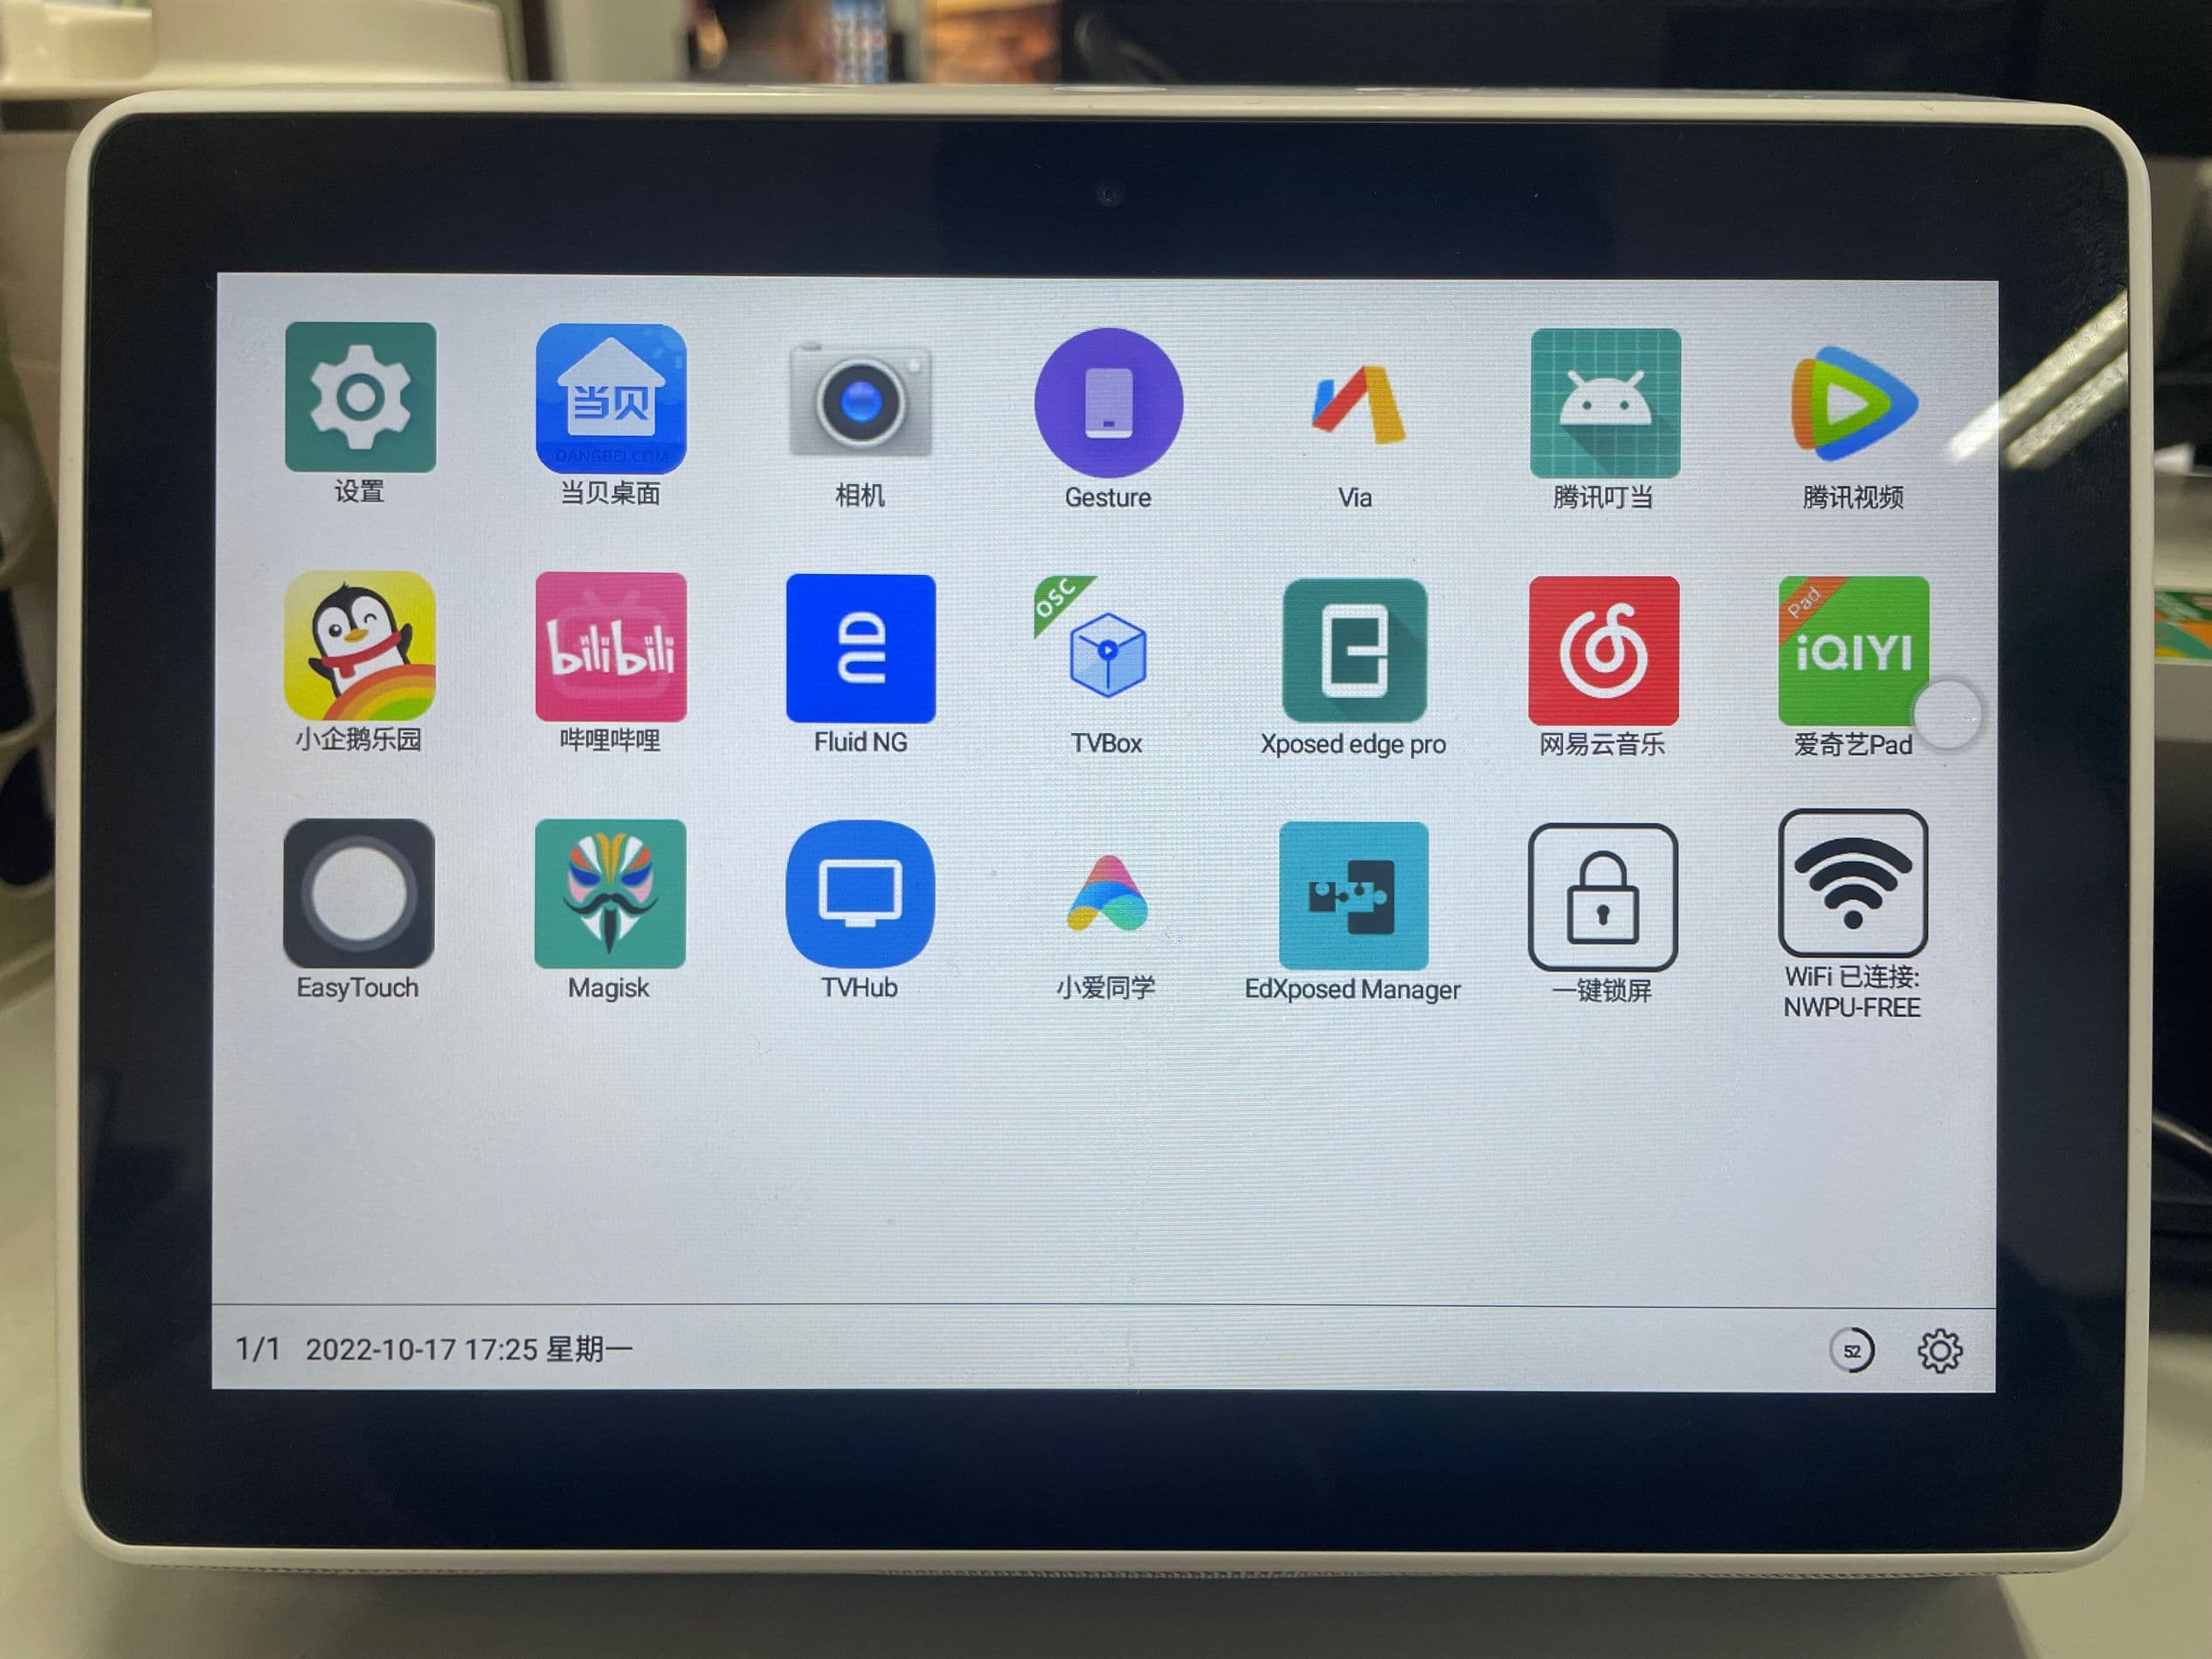 当贝
DANGBEI.COM
设置
当贝桌面
相机
Gesture
Via
腾讯叮当
腾讯视频
bilibili
OSC
Pad
iQIYI
小企鹅乐园
哔哩哔哩
Fluid NG
TVBox
Xposed edge pro
网易云音乐
爱奇艺Pad
EasyTouch
Magisk
TVHub
小爱同学
EdXposed Manager
一键锁屏
WiFi 已连接:
NWPU-FREE
1/1 2022-10-17 17:25 星期一
52